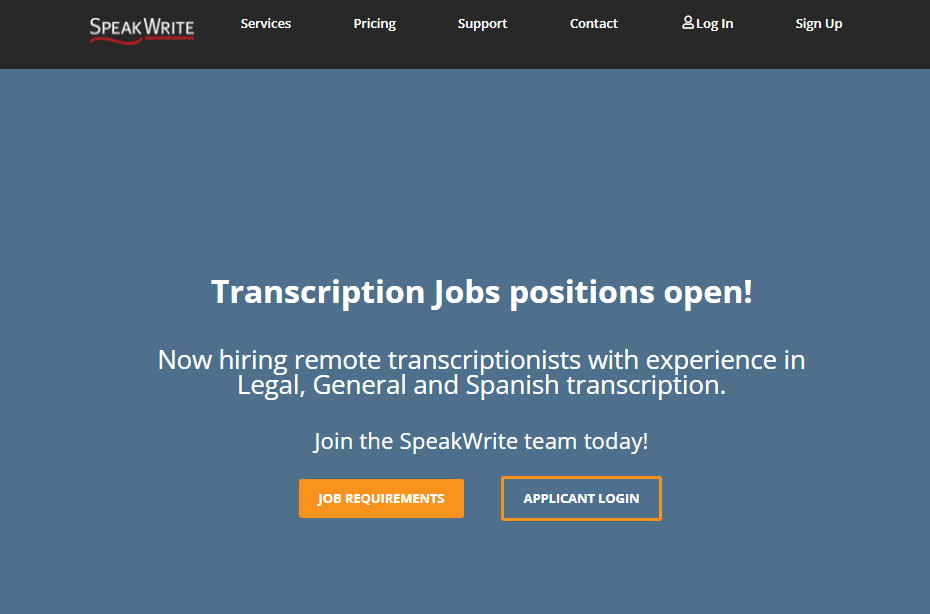 SPEAKWRITE
Services
Pricing
Support
Contact
Log In
Sign Up
Transcription Jobs positions open!
Now hiring remote transcriptionists with experience in
Legal, General and Spanish transcription.
Join the SpeakWrite team today!
JOB REQUIREMENTS
APPLICANT LOGIN